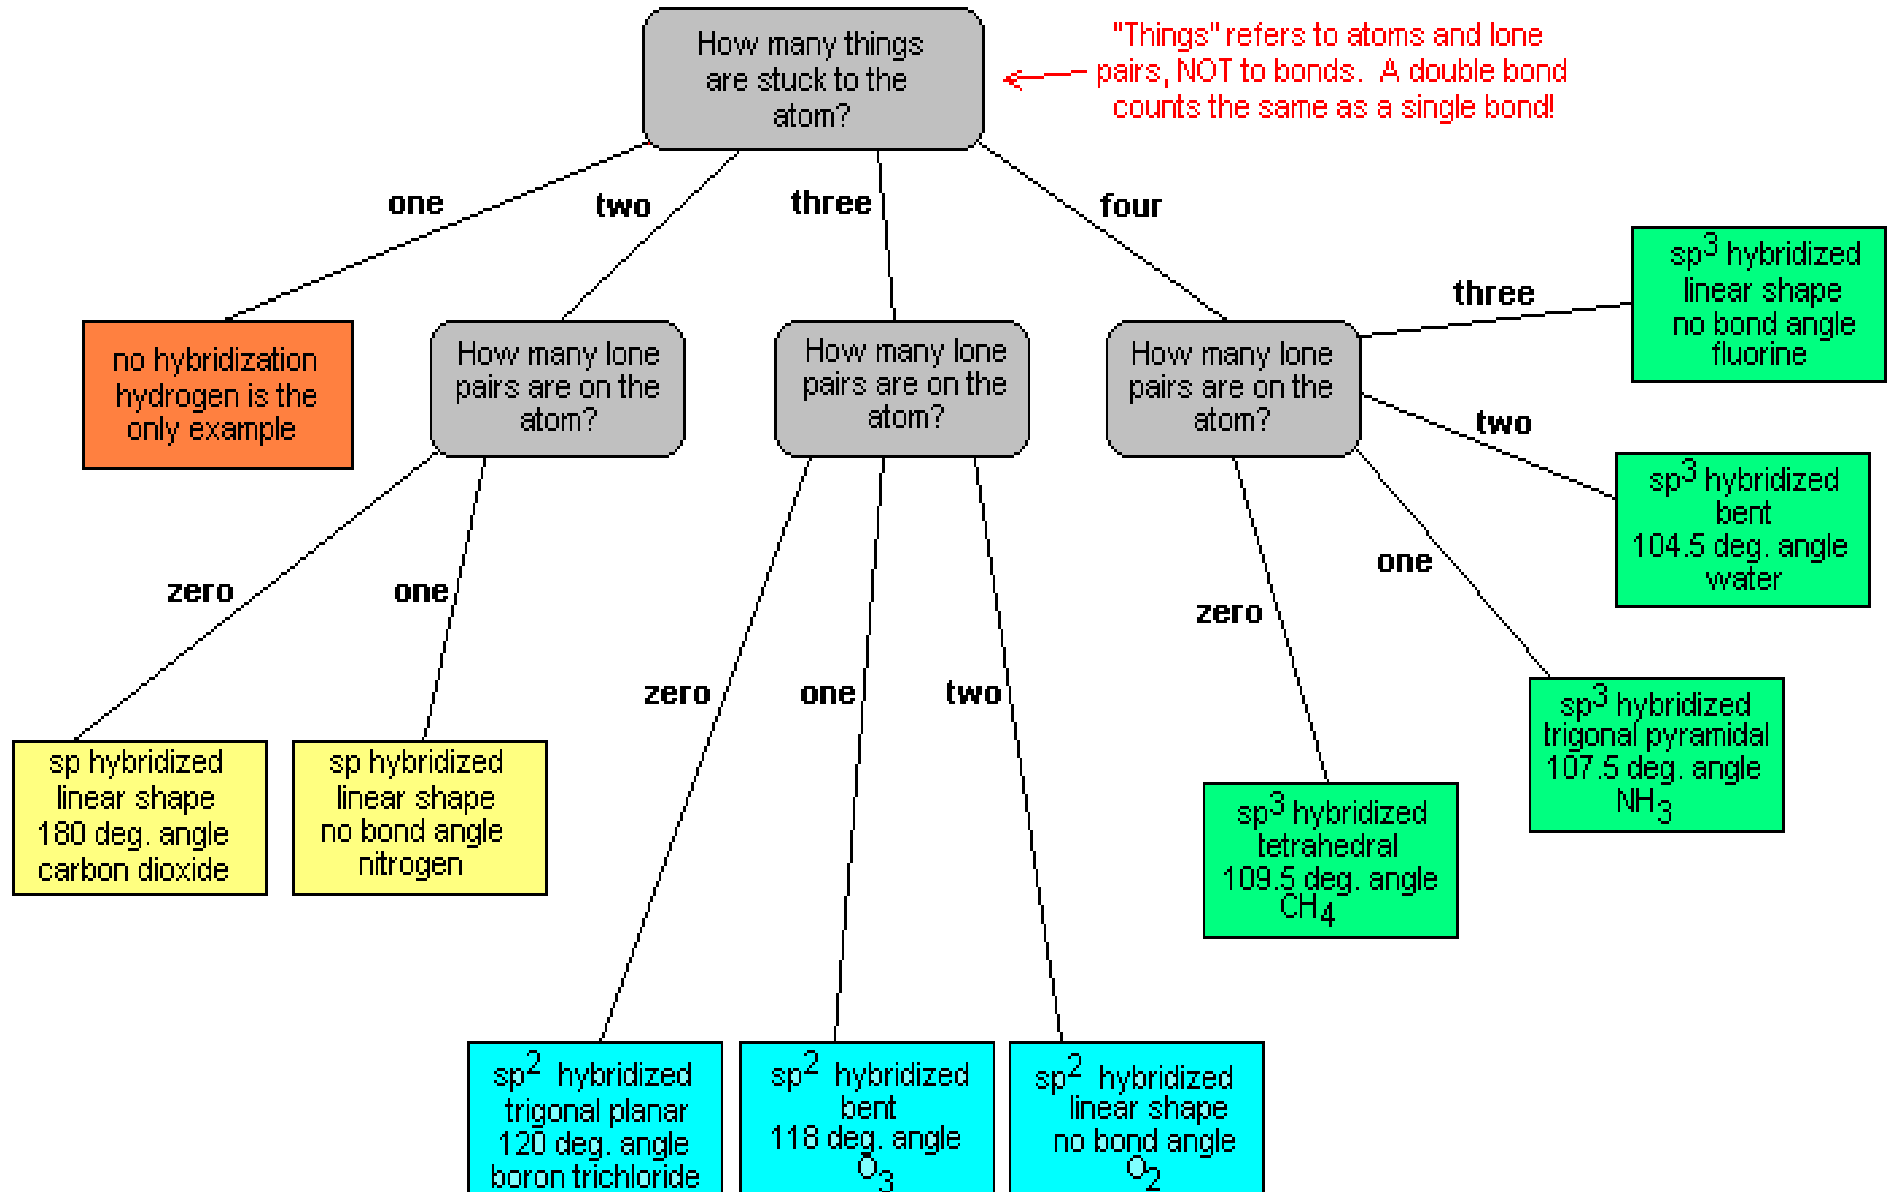 How many things
are stuck to the
atom?
"Things" refers to atoms and lone
pairs, NOT to bonds. A double bond
counts the same as a single bond!
one
two
three
four
no hybridization
hydrogen is the
only example
How many lone
pairs are on the
atom?
How many lone
pairs are on the
atom?
How many lone
pairs are on the
atom?
three
sp3 hybridized
linear shape
no bond angle
fluorine
two
sp3 hybridized
bent
104.5 deg. angle
water
one
sp3 hybridized
trigonal pyramidal
107.5 deg. angle
NH3
zero
sp3 hybridized
tetrahedral
109.5 deg. angle
CH4
zero
one
sp hybridized
linear shape
180 deg. angle
carbon dioxide
sp hybridized
linear shape
no bond angle
nitrogen
zero
one
two
sp2 hybridized
trigonal planar
120 deg. angle
boron trichloride
sp2 hybridized
bent
118 deg. angle
O3
sp2 hybridized
linear shape
no bond angle
O2